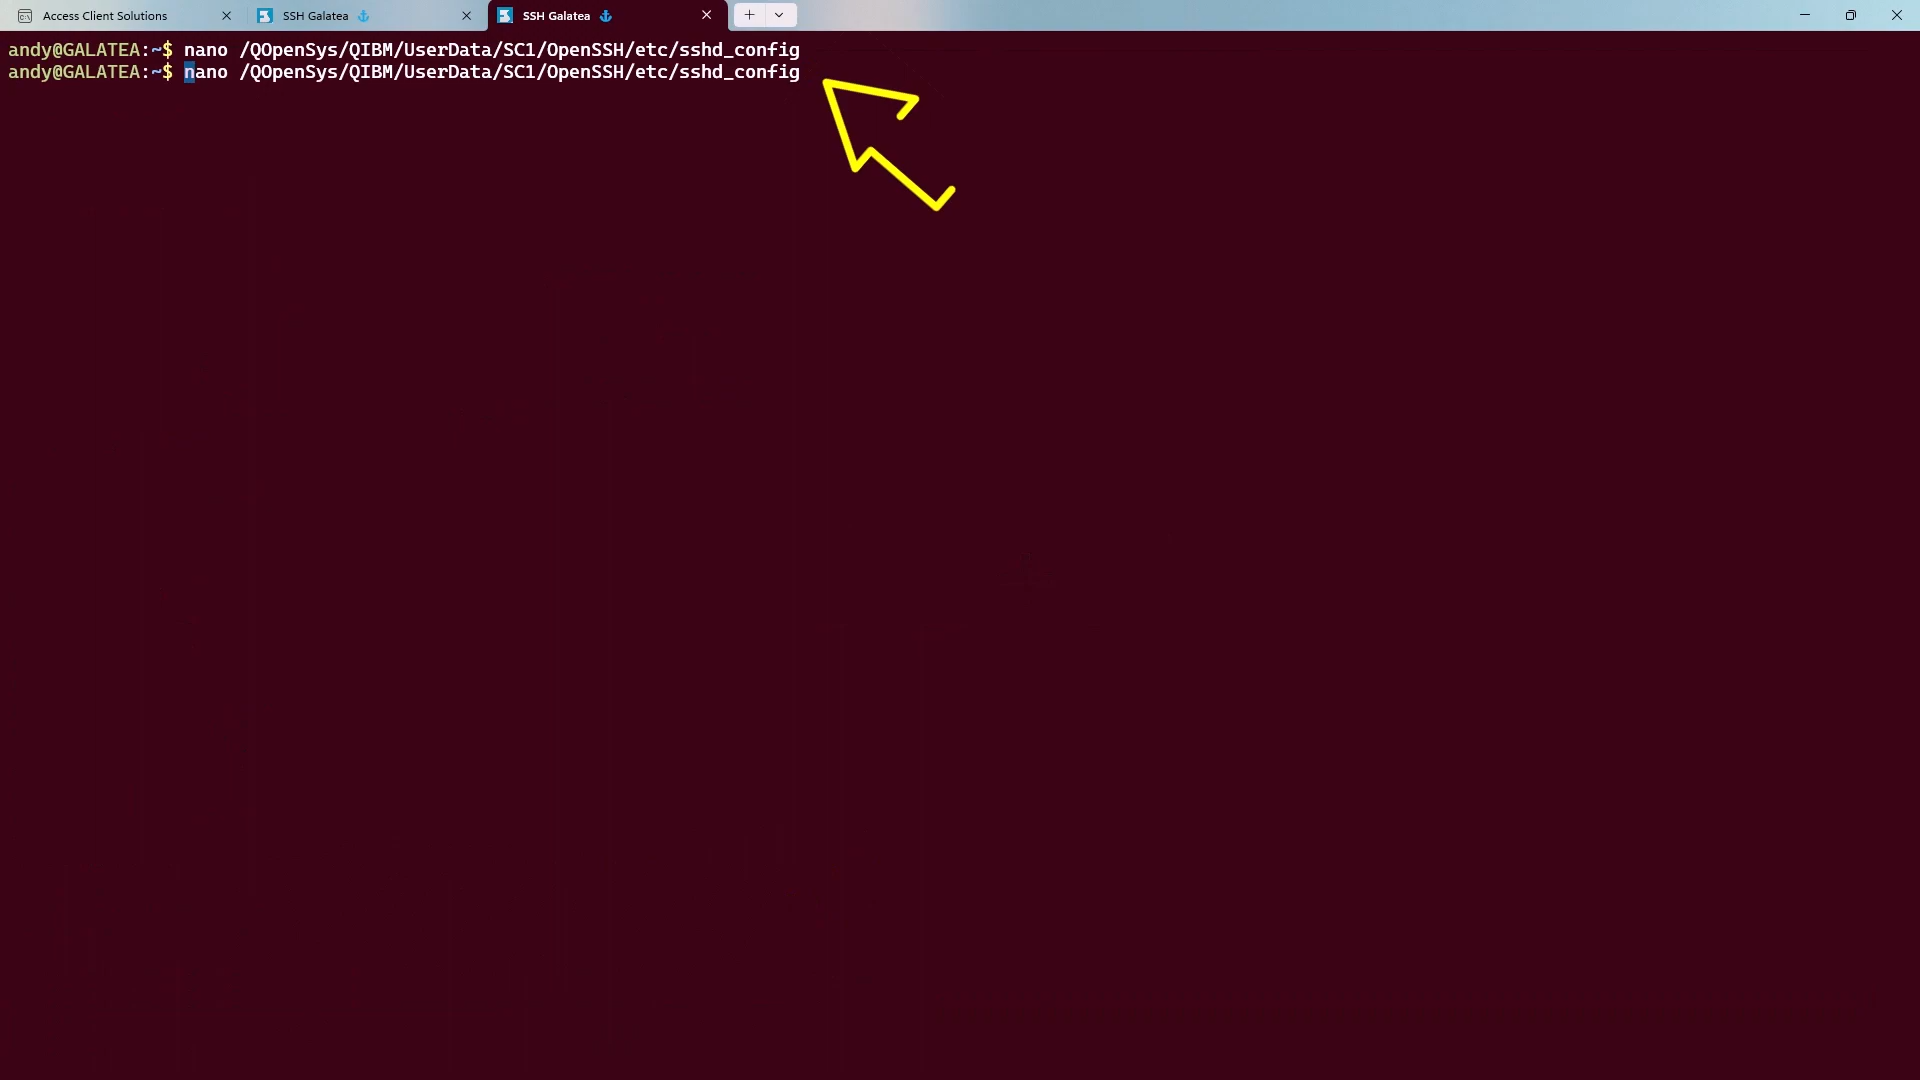 Access Client Solutions
SSH Galatea
SSH Galatea
andy@GALATEA:~$ nano /QOpenSys/QIBM/UserData/SC1/OpenSSH/etc/sshd_config
andy@GALATEA:~$ nano /QOpenSys/QIBM/UserData/SC1/OpenSSH/etc/sshd_config